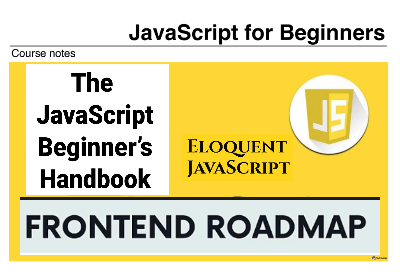 JavaScript for Beginners
Course notes
The
JavaScript
Beginner's
Handbook
JS
ELOQUENT
JAVASCRIPT
FRONTEND ROADMAP